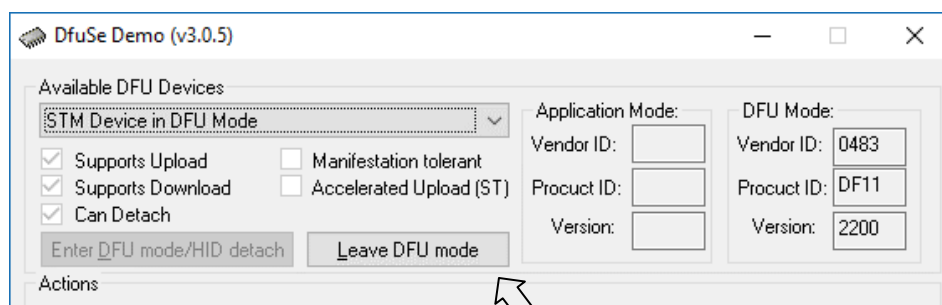 DfuSe Demo (v3.0.5)
Available DFU Devices
STM Device in DFU Mode
Supports Upload
Manifestation tolerant
Supports Download
Accelerated Upload (ST)
Can Detach
Enter DFU mode/HID detach
Leave DFU mode
Application Mode:
Vendor ID:
Procuct ID:
Version:
DFU Mode:
Vendor ID: 0483
Procuct ID: DF11
Version: 2200
Actions